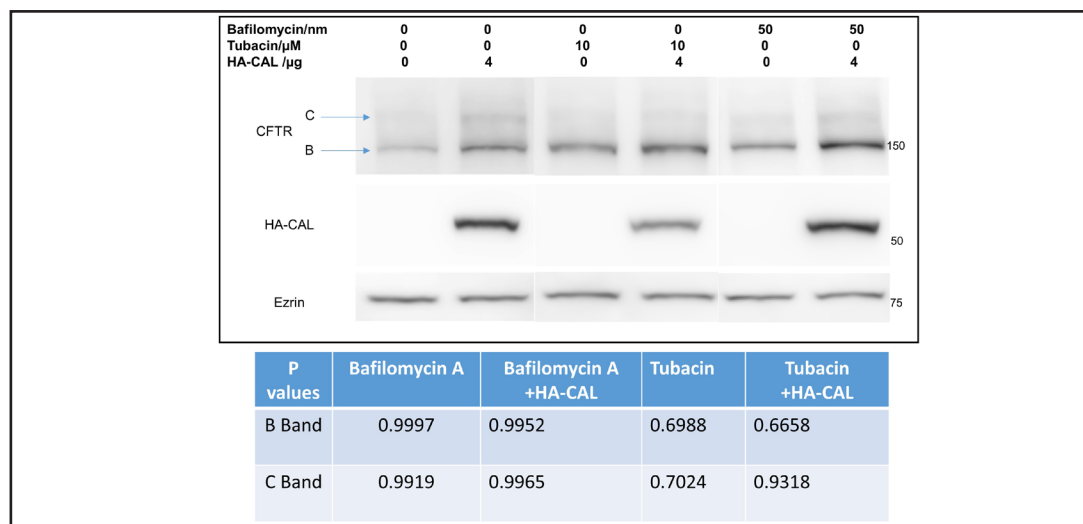 Bafilomycin/nm 0 0 0 0 50 50
Tubacin/µM 0 0 10 10 0 0
HA-CAL /µg 0 4 0 4 0 4
C
CFTR
B
150
HA-CAL
50
Ezrin
75
P values Bafilomycin A Bafilomycin A +HA-CAL Tubacin Tubacin +HA-CAL
B Band 0.9997 0.9952 0.6988 0.6658
C Band 0.9919 0.9965 0.7024 0.9318